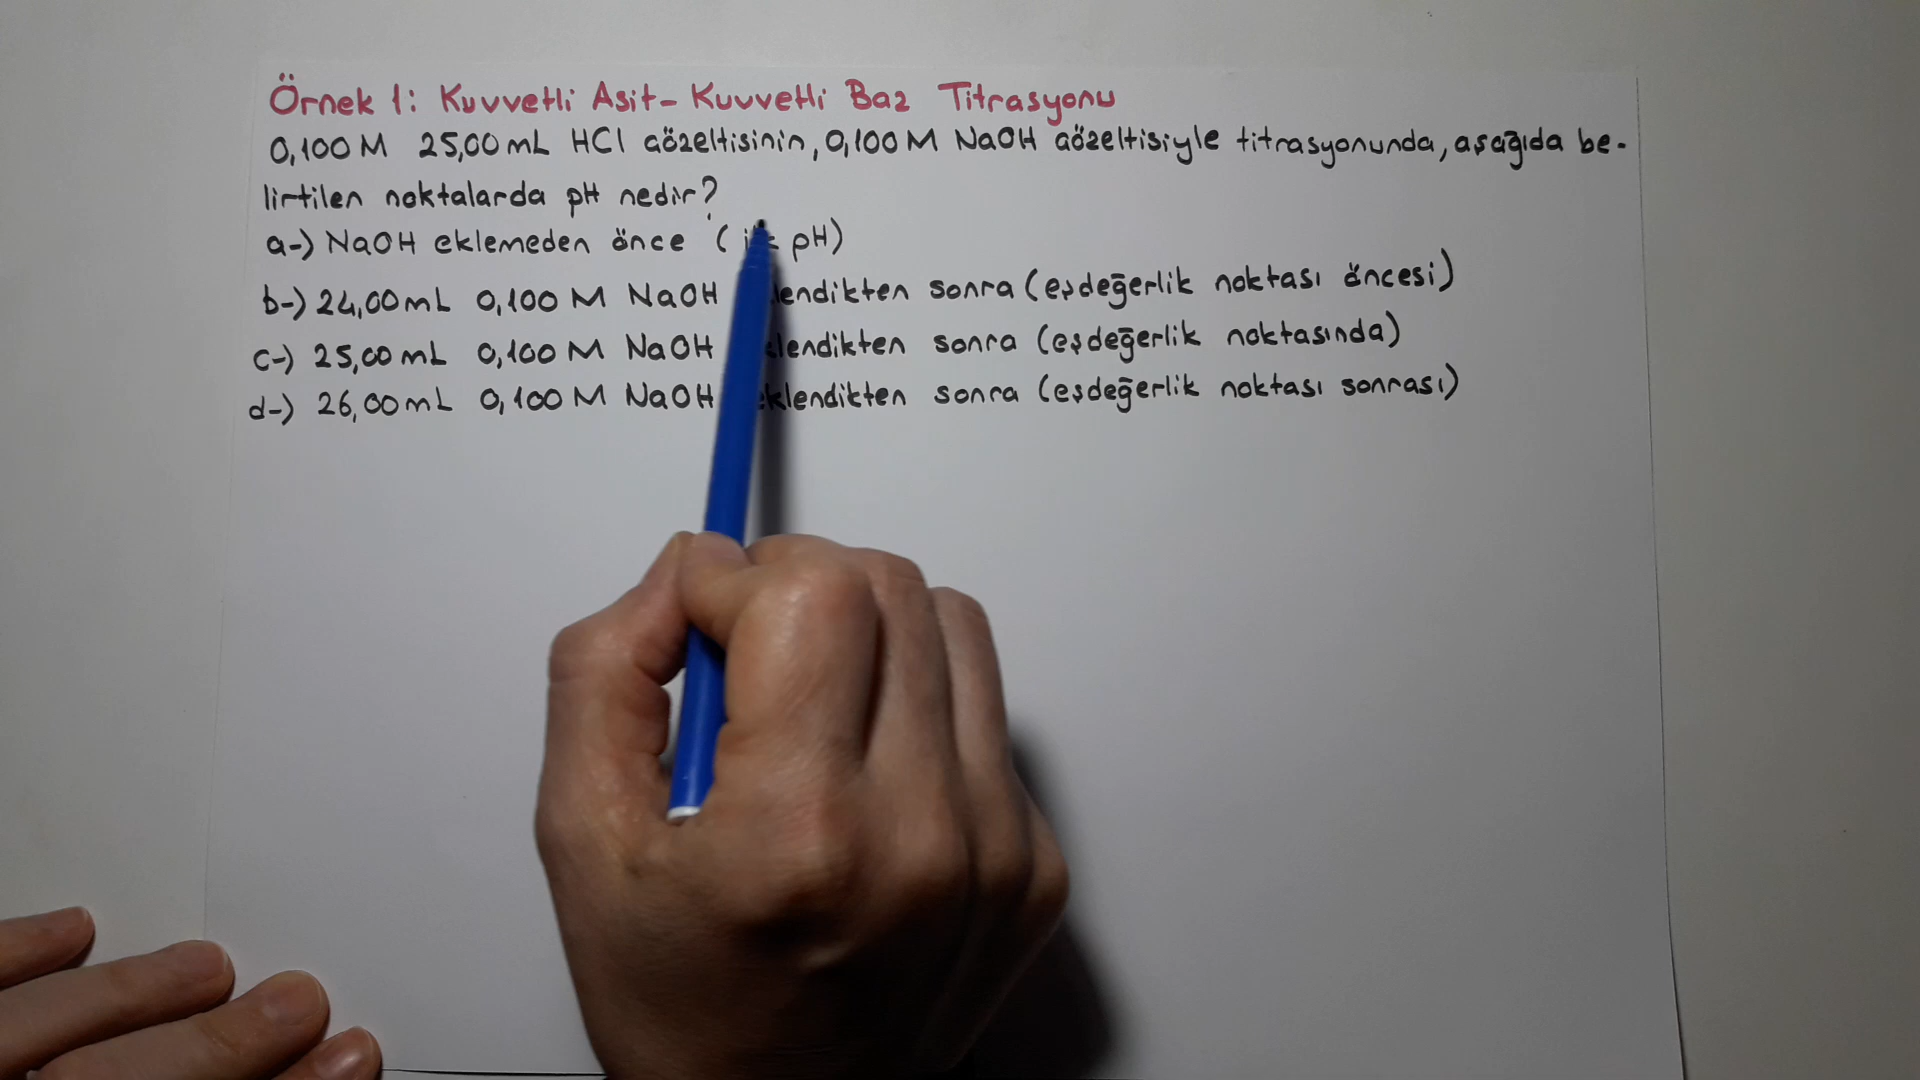 Örnek 1: Kuvvetli Asit-Kuvvetli Baz Titrasyonu
0,100 M 25,00 mL HCl çözeltisinin, 0,100 M NaOH çözeltisiyle titrasyonunda, aşağıda be-
lirtilen noktalarda pH nedir?
a-) NaOH eklemeden önce ( pH)
b-) 24,00 mL 0,100 M NaOH lendikten sonra (eşdeğerlik noktası öncesi)
c-) 25,00 mL 0,100 M NaOH klendikten sonra (eşdeğerlik noktasında)
d-) 26,00 mL 0,100 M NaOH eklendikten sonra (eşdeğerlik noktası sonrası)